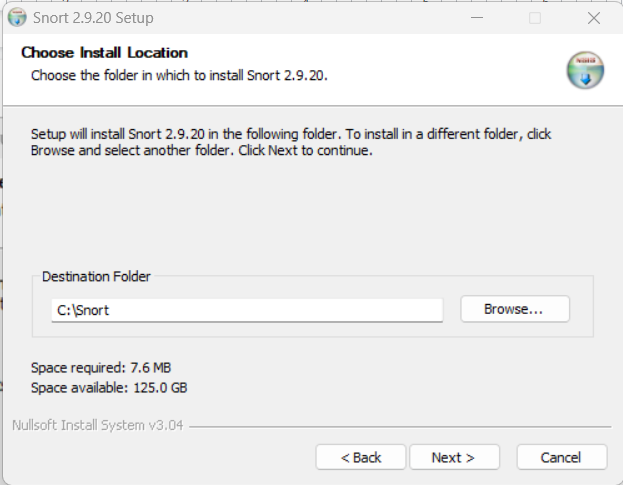 Snort 2.9.20 Setup
Choose Install Location
Choose the folder in which to install Snort 2.9.20.
Setup will install Snort 2.9.20 in the following folder. To install in a different folder, click
Browse and select another folder. Click Next to continue.
Destination Folder
C:\Snort
Browse...
Space required: 7.6 MB
Space available: 125.0 GB
Nullsoft Install System v3.04
< Back
Next >
Cancel